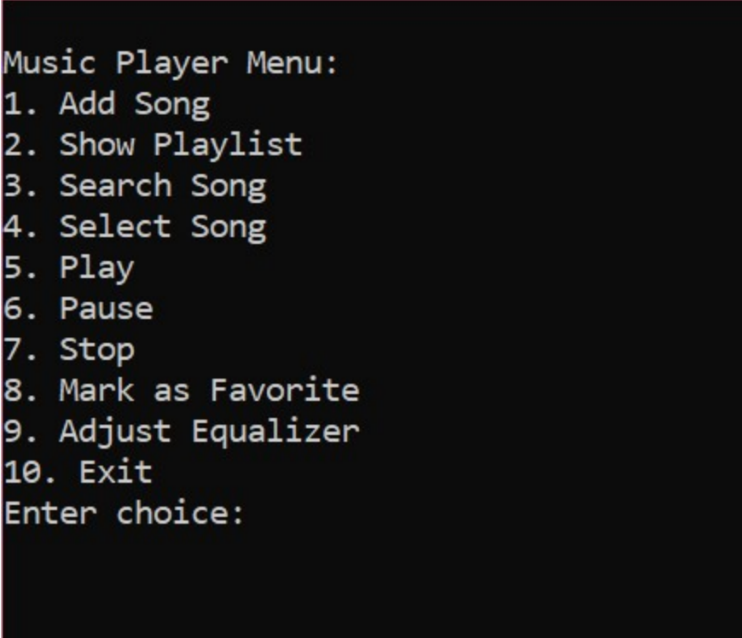 Music Player Menu:
1. Add Song
2. Show Playlist
3. Search Song
4. Select Song
5. Play
6. Pause
7. Stop
8. Mark as Favorite
9. Adjust Equalizer
10. Exit
Enter choice: